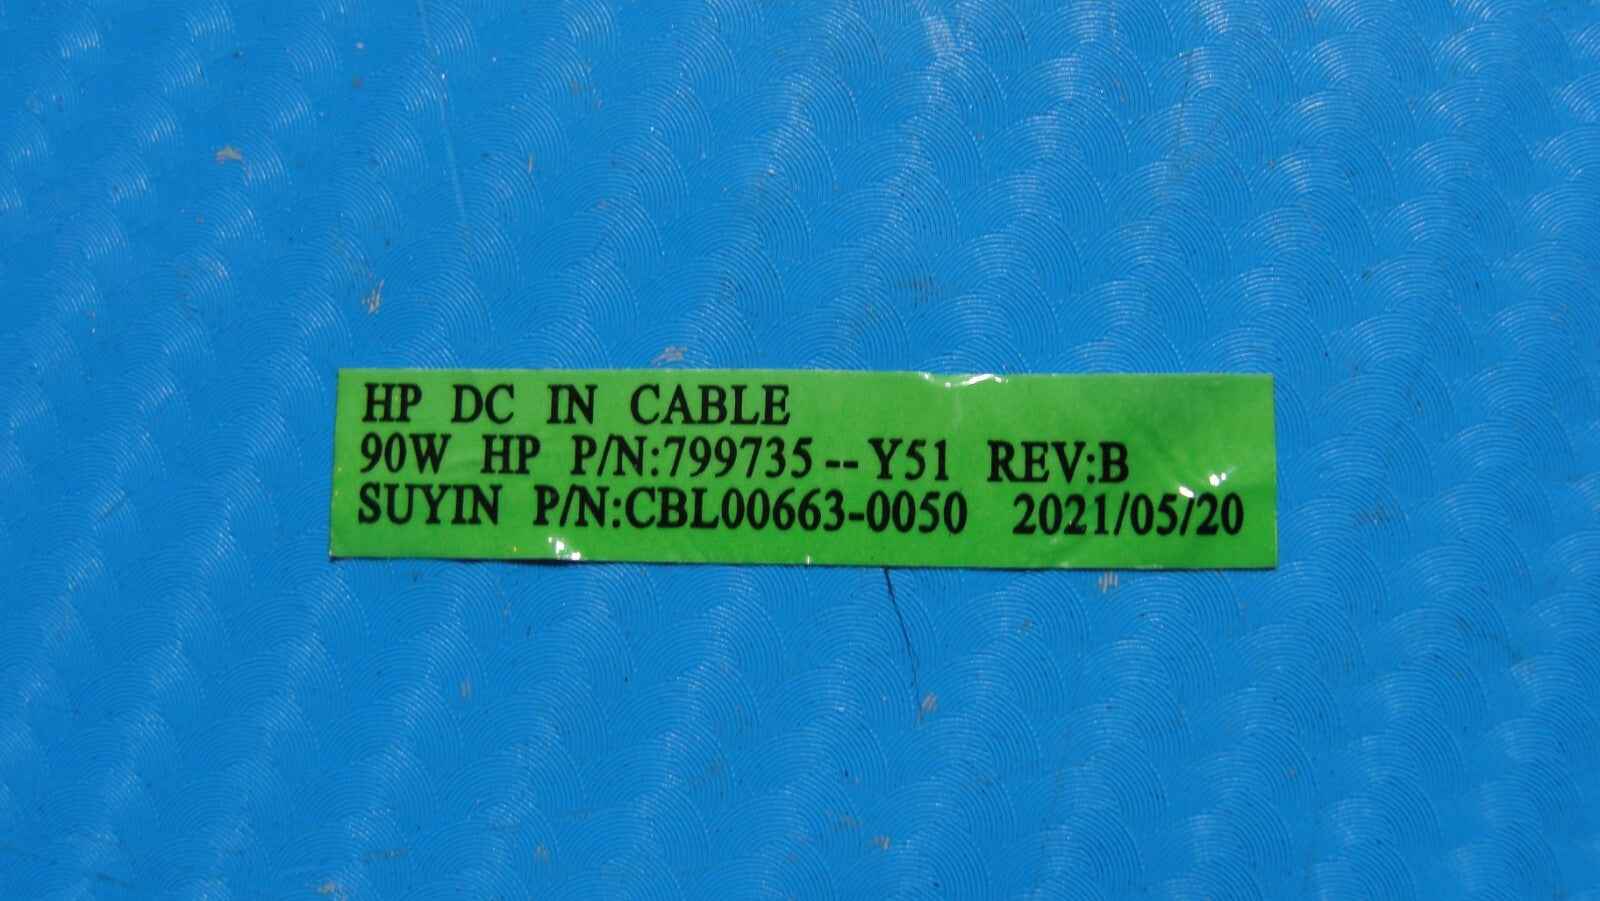 HP DC IN CABLE
90W HP P/N:799735--Y51 REV:B
SUYIN P/N:CBL00663-0050 2021/05/20